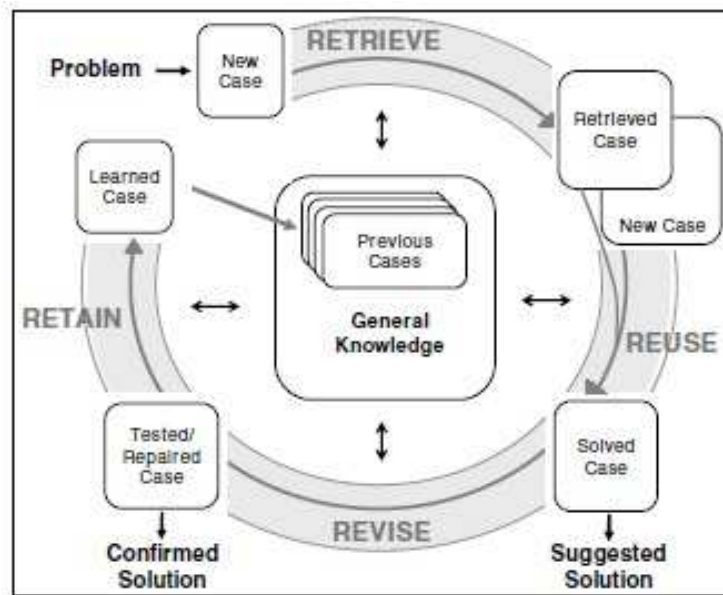 RETRIEVE
Problem
New
Case
Retrieved
Case
New Case
Learned
Case
Previous
Cases
General
Knowledge
RETAIN
REUSE
Tested/
Repaired
Case
Solved
Case
REVISE
Confirmed
Solution
Suggested
Solution